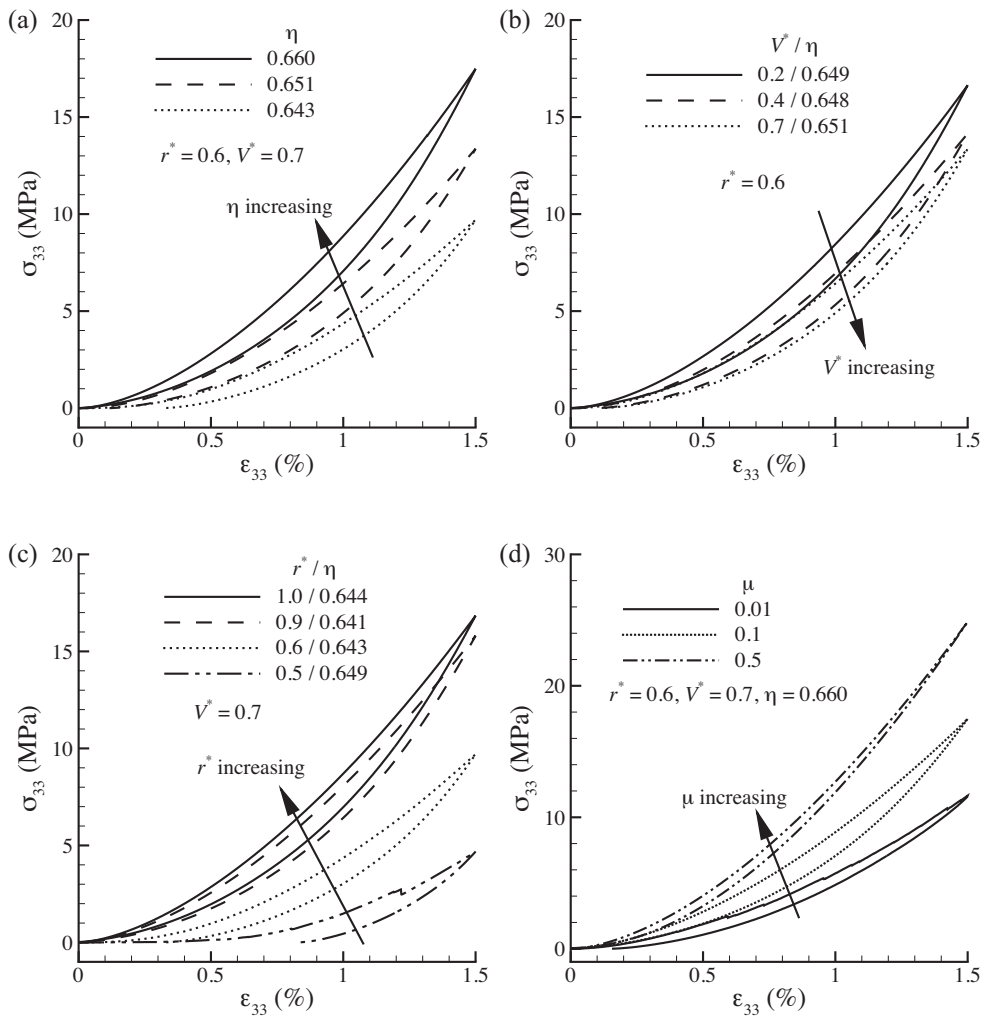 (a)
20
15
10
5
0
σ33 (MPa)
η
0.660
0.651
0.643
r* = 0.6, V* = 0.7
η increasing
0 0.5 1 1.5
ε33 (%)
(b)
20
15
10
5
0
σ33 (MPa)
V* / η
0.2 / 0.649
0.4 / 0.648
0.7 / 0.651
r* = 0.6
V* increasing
0 0.5 1 1.5
ε33 (%)
(c)
20
15
10
5
0
σ33 (MPa)
r* / η
1.0 / 0.644
0.9 / 0.641
0.6 / 0.643
0.5 / 0.649
V* = 0.7
r* increasing
0 0.5 1 1.5
ε33 (%)
(d)
30
20
10
0
σ33 (MPa)
μ
0.01
0.1
0.5
r* = 0.6, V* = 0.7, η = 0.660
μ increasing
0 0.5 1 1.5
ε33 (%)